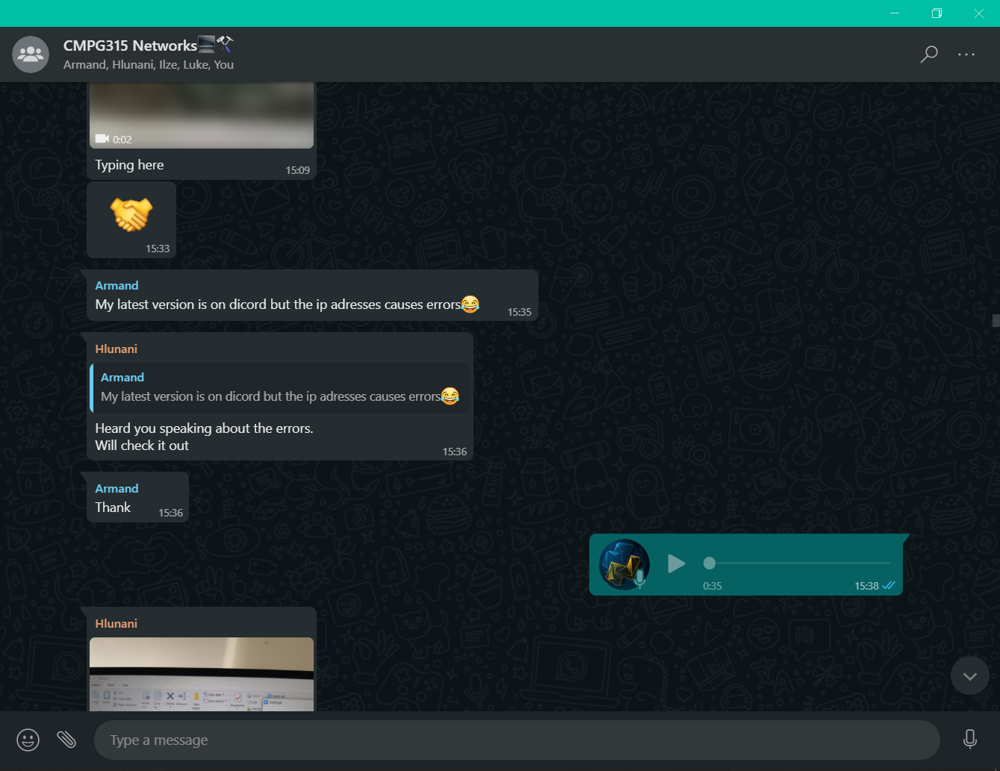 CMPG315 Networks
Armand, Hlunani, Ilze, Luke, You
0:02
Typing here
15:09
15:33
Armand
My latest version is on dicord but the ip adresses causes errors😂
15:35
Hlunani
Armand
My latest version is on dicord but the ip adresses causes errors😂
Heard you speaking about the errors.
Will check it out
15:36
Armand
Thank
15:36
0:35
15:38
Hlunani
Type a message